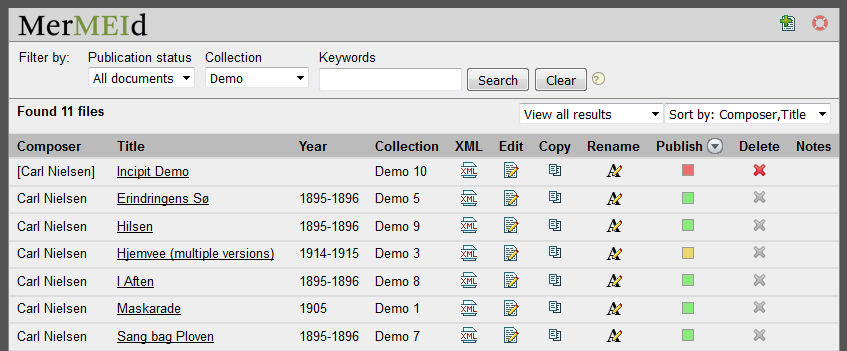 MerMEId
Filter by: Publication status Collection Keywords
All documents Demo Search Clear ?
Found 11 files View all results Sort by: Composer,Title
Composer Title Year Collection XML Edit Copy Rename Publish Delete Notes
[Carl Nielsen] Incipit Demo Demo 10 XML
Carl Nielsen Erindringens Sø 1895-1896 Demo 5 XML
Carl Nielsen Hilsen 1895-1896 Demo 9 XML
Carl Nielsen Hjemvee (multiple versions) 1914-1915 Demo 3 XML
Carl Nielsen I Aften 1895-1896 Demo 8 XML
Carl Nielsen Maskarade 1905 Demo 1 XML
Carl Nielsen Sang bag Ploven 1895-1896 Demo 7 XML